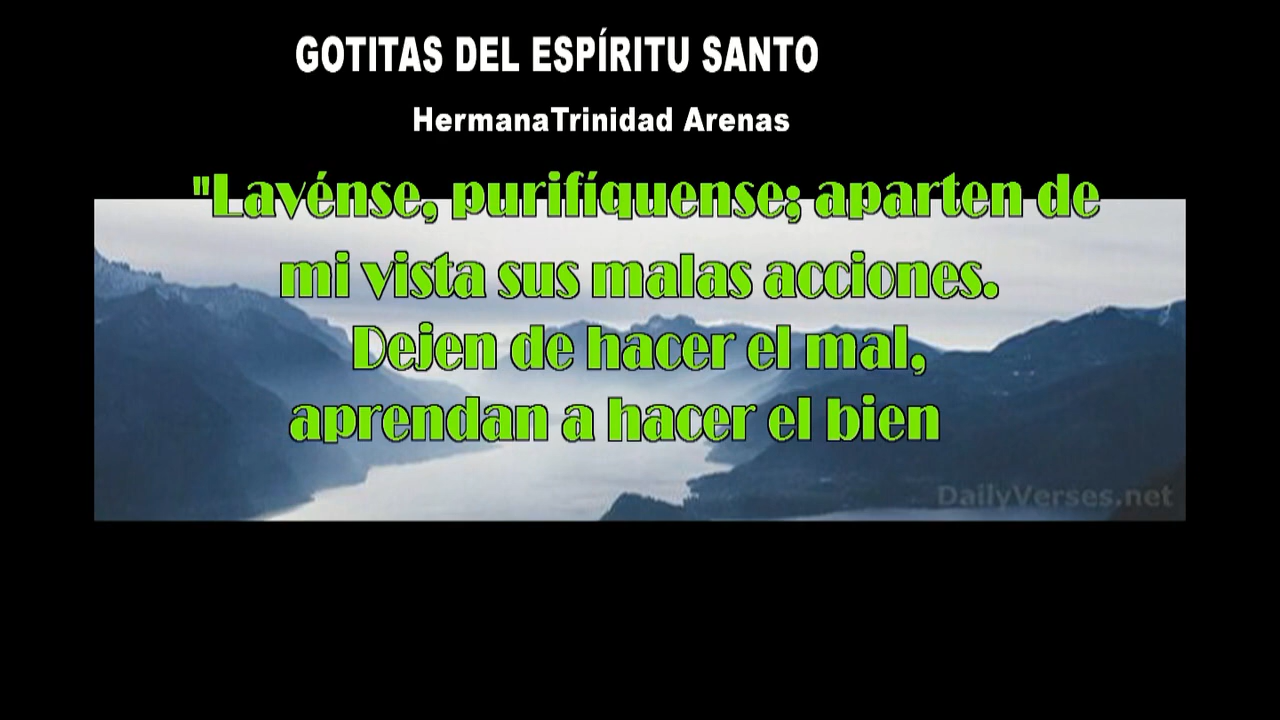 GOTITAS DEL ESPÍRITU SANTO
HermanaTrinidad Arenas
"Lavénse, purifíquense; aparten de
mi vista sus malas acciones.
Dejen de hacer el mal,
aprendan a hacer el bien
DailyVerses.net